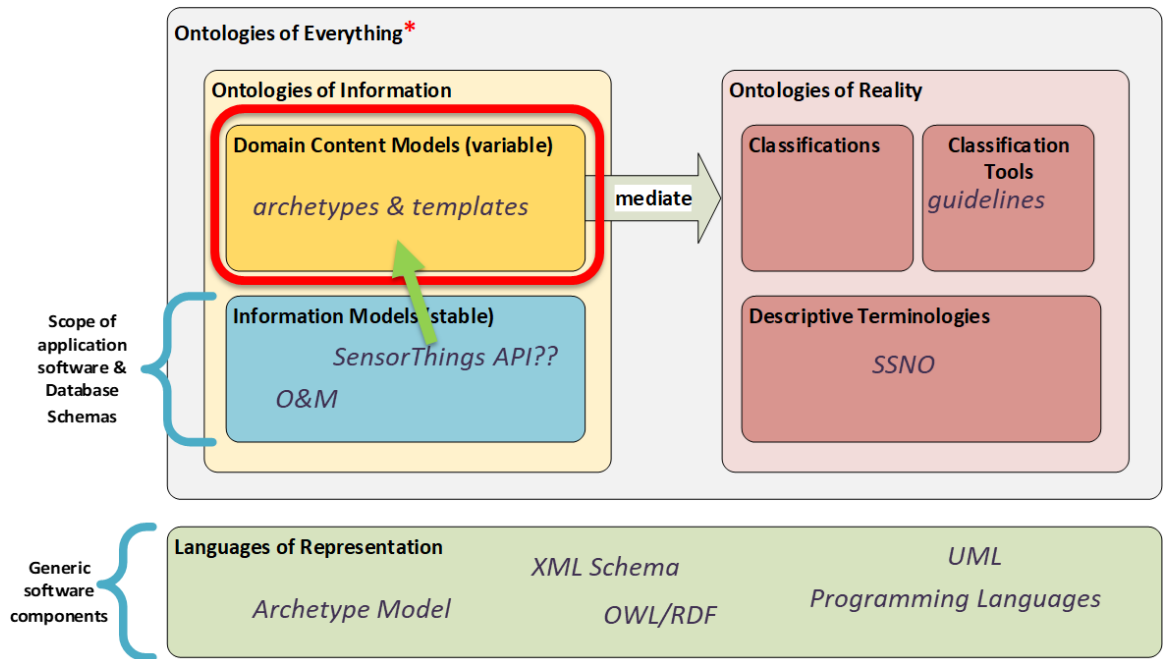 Ontologies of Everything*
Ontologies of Information
Domain Content Models (variable)
archetypes & templates
mediate
Ontologies of Reality
Classifications
Classification
Tools
guidelines
Scope of
application
software &
Database
Schemas
Information Models (stable)
SensorThings API??
O&M
Descriptive Terminologies
SSNO
Generic
software
components
Languages of Representation
XML Schema
UML
Archetype Model
OWL/RDF
Programming Languages